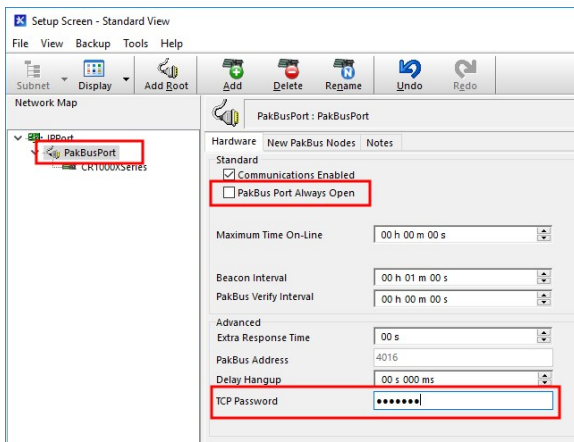 Setup Screen - Standard View
File View Backup Tools Help
Subnet Display Add Root Add Delete Rename Undo Redo
Network Map
PakBusPort : PakBusPort
IPPort
PakBusPort
CR1000XSeries
Hardware New PakBus Nodes Notes
Standard
Communications Enabled
PakBus Port Always Open
Maximum Time On-Line 00 h 00 m 00 s
Beacon Interval 00 h 01 m 00 s
PakBus Verify Interval 00 h 00 m 00 s
Advanced
Extra Response Time 00 s
PakBus Address 4016
Delay Hangup 00 s 000 ms
TCP Password •••••••